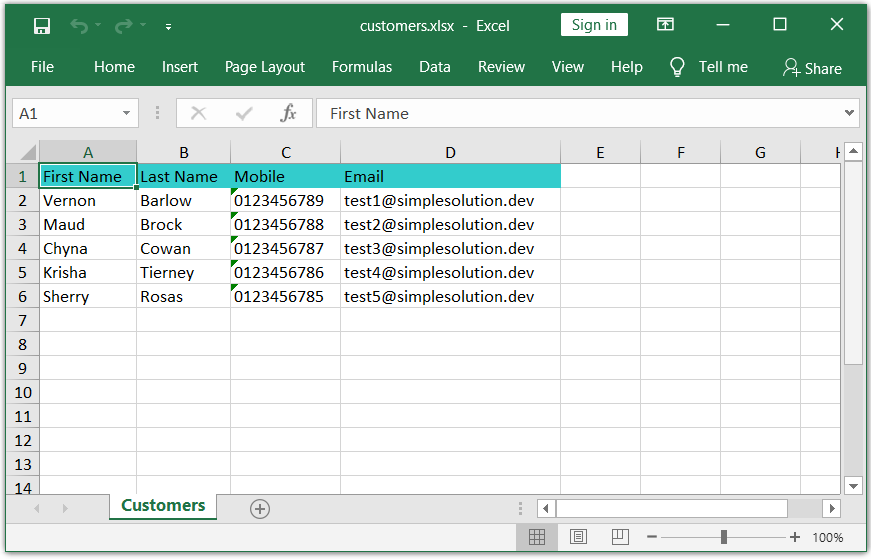 customers.xlsx - Excel Sign in
File Home Insert Page Layout Formulas Data Review View Help Tell me Share
A1 fx First Name
A B C D E F G H
1 First Name Last Name Mobile Email
2 Vernon Barlow 0123456789 test1@simplesolution.dev
3 Maud Brock 0123456788 test2@simplesolution.dev
4 Chyna Cowan 0123456787 test3@simplesolution.dev
5 Krisha Tierney 0123456786 test4@simplesolution.dev
6 Sherry Rosas 0123456785 test5@simplesolution.dev
7
8
9
10
11
12
13
14
Customers
100%